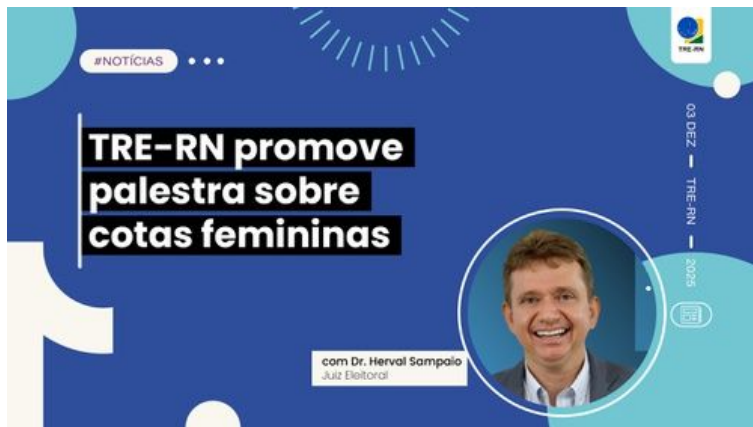 #NOTÍCIAS
TRE-RN
TRE-RN promove
palestra sobre
cotas femininas
03 DEZ — TRE-RN — 2025
com Dr. Herval Sampaio
Juiz Eleitoral